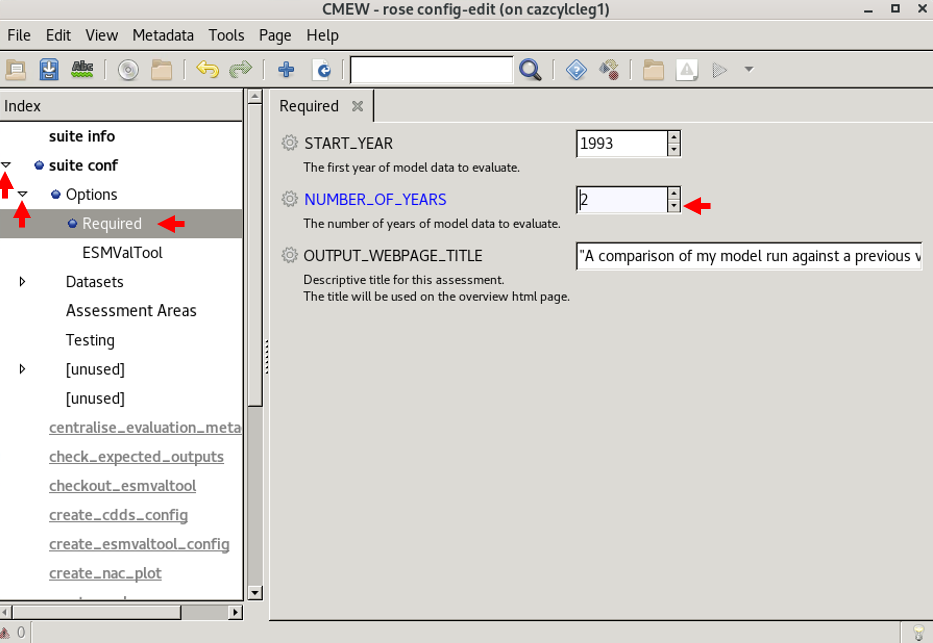 CMEW - rose config-edit (on cazcylcleg1)
File Edit View Metadata Tools Page Help
Abc
Index
suite info
suite conf
Options
Required
ESMValTool
Datasets
Assessment Areas
Testing
[unused]
[unused]
centralise_evaluation_meta
check_expected_outputs
checkout_esmvaltool
create_cdds_config
create_esmvaltool_config
create_nac_plot
0
Required
START_YEAR 1993
The first year of model data to evaluate.
NUMBER_OF_YEARS 2
The number of years of model data to evaluate.
OUTPUT_WEBPAGE_TITLE "A comparison of my model run against a previous v
Descriptive title for this assessment.
The title will be used on the overview html page.